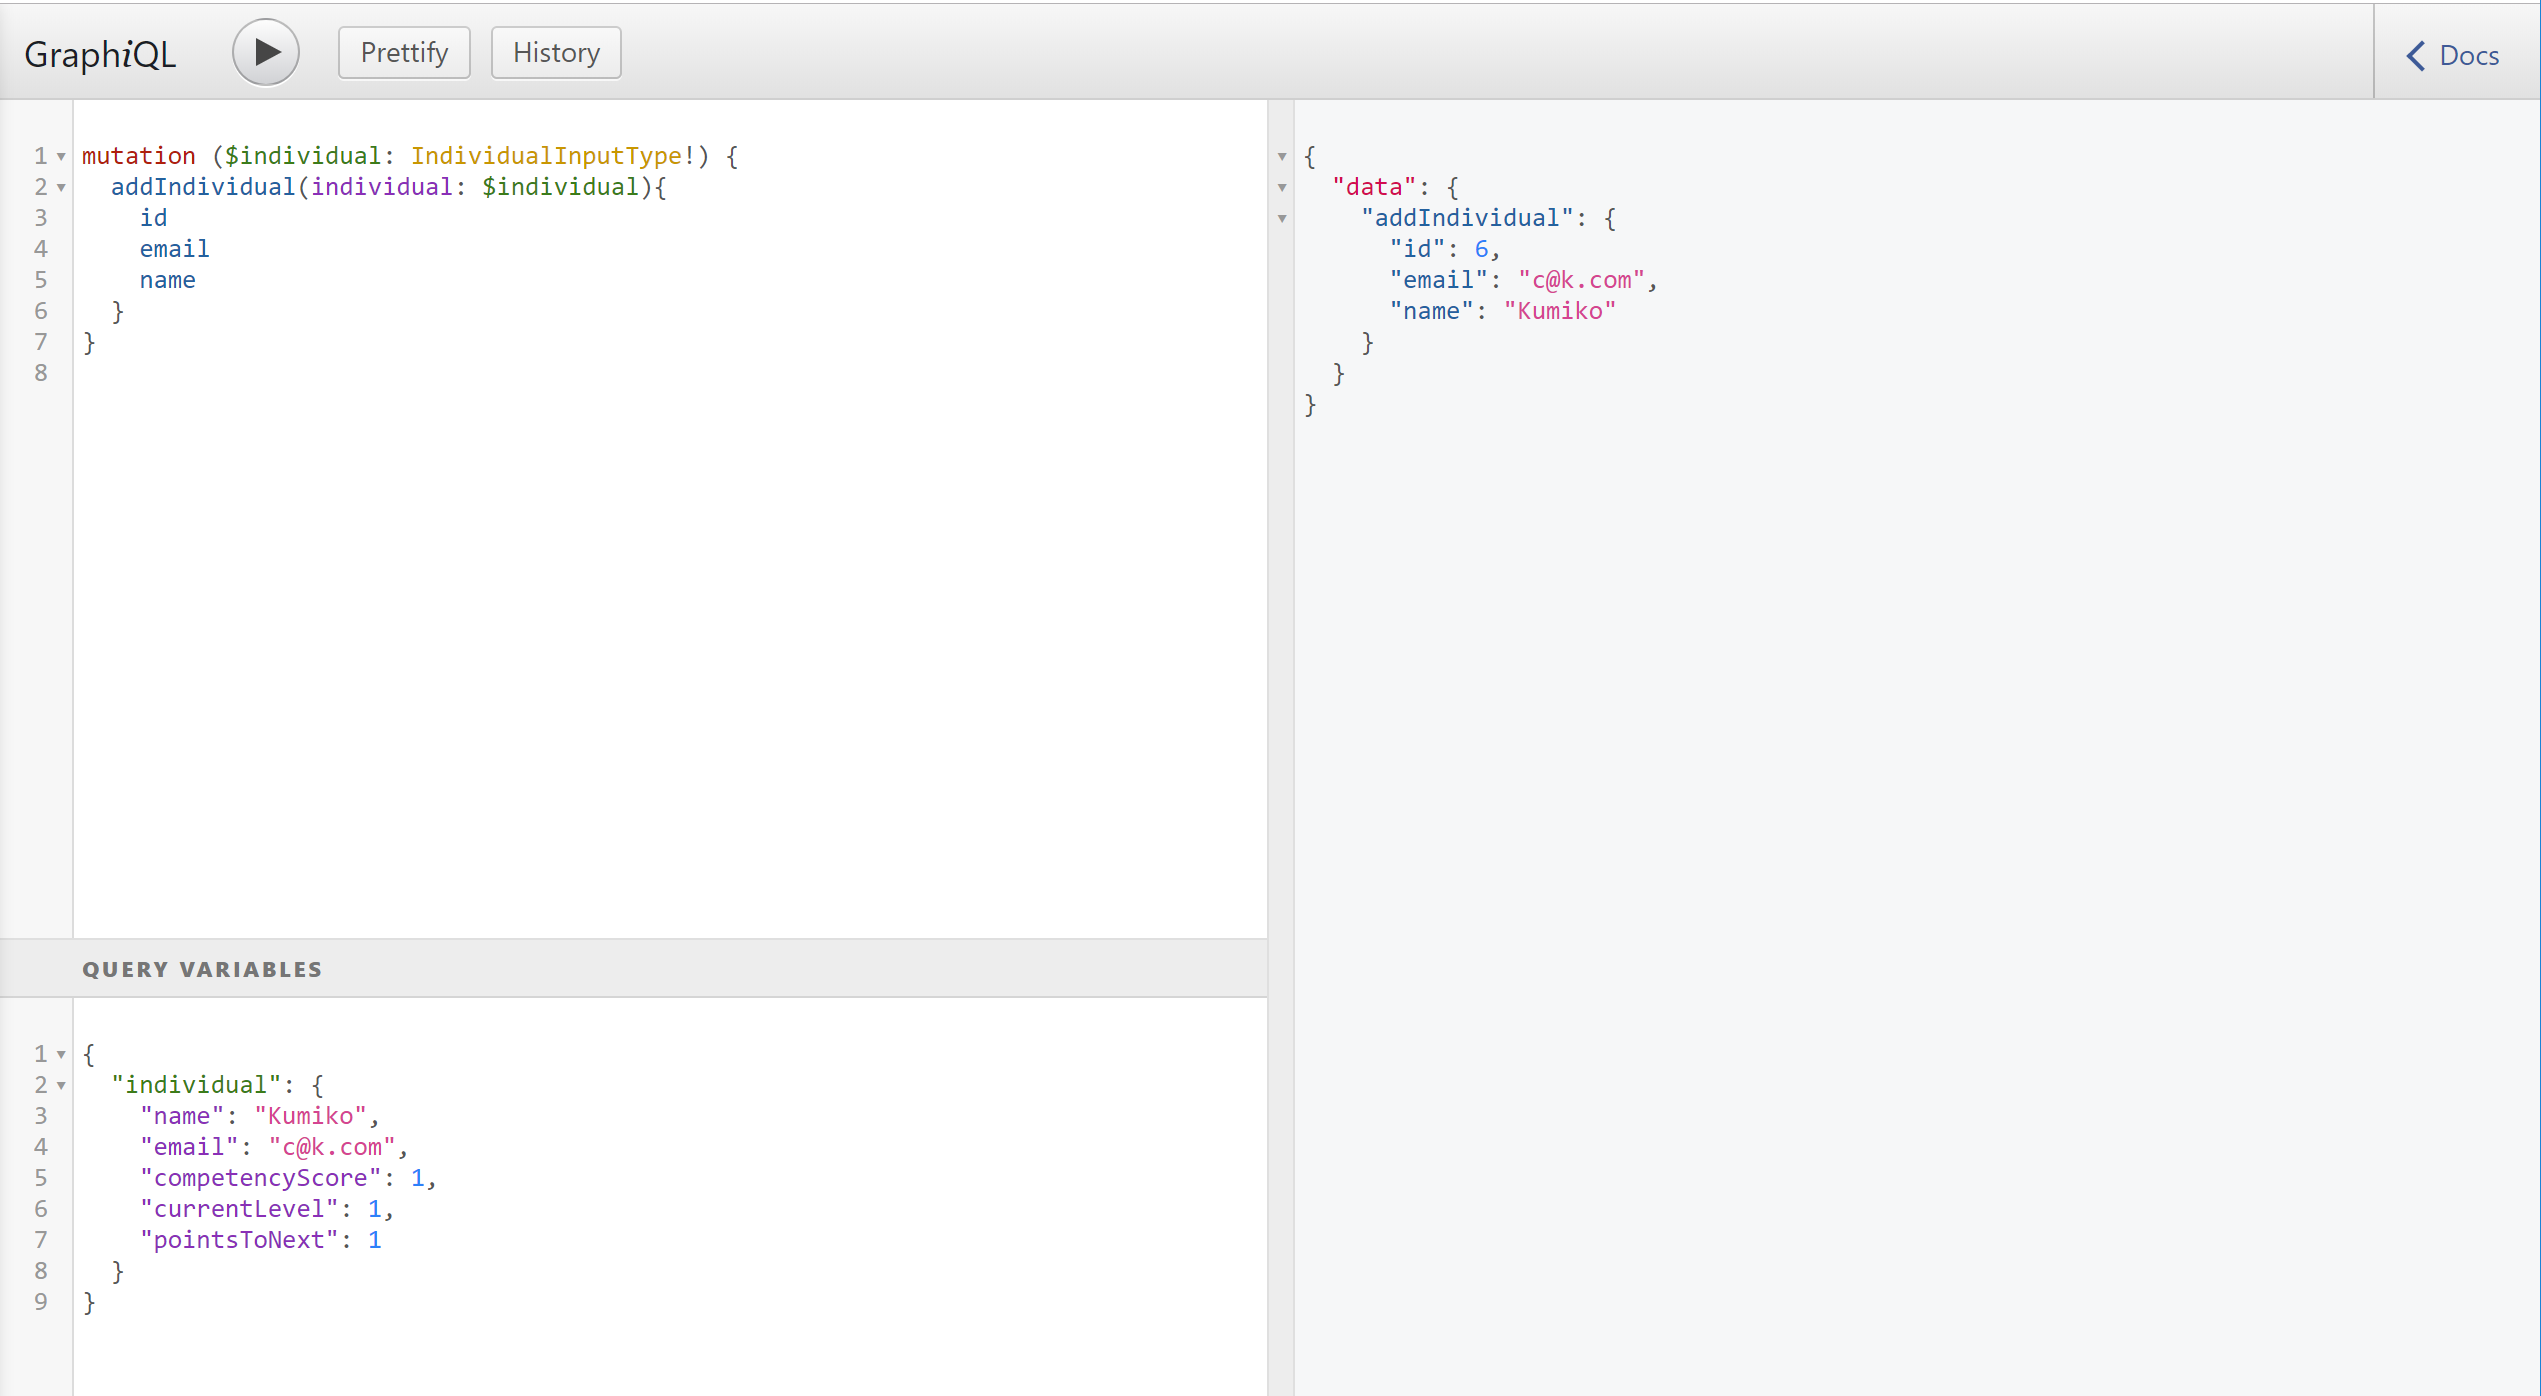 GraphiQL
Prettify
History
Docs
1 mutation ($individual: IndividualInputType!) {
2   addIndividual(individual: $individual){
3     id
4     email
5     name
6   }
7 }
8
QUERY VARIABLES
1 {
2   "individual": {
3     "name": "Kumiko",
4     "email": "c@k.com",
5     "competencyScore": 1,
6     "currentLevel": 1,
7     "pointsToNext": 1
8   }
9 }
{
  "data": {
    "addIndividual": {
      "id": 6,
      "email": "c@k.com",
      "name": "Kumiko"
    }
  }
}